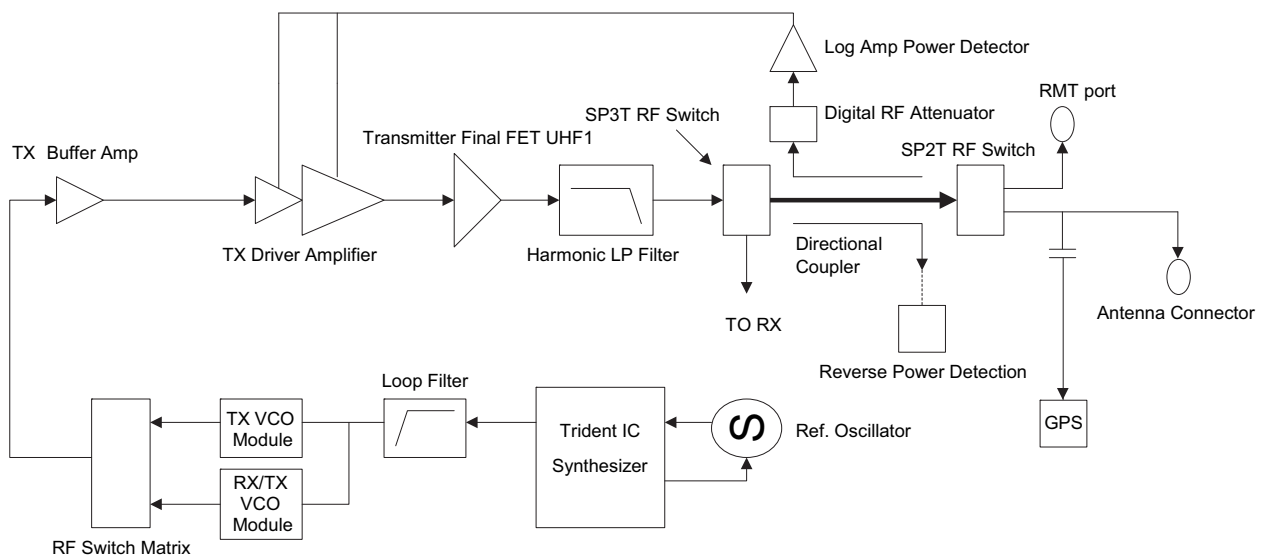 Log Amp Power Detector
RMT port
Digital RF Attenuator
SP3T RF Switch
Transmitter Final FET UHF1
SP2T RF Switch
TX Buffer Amp
TX Driver Amplifier
Harmonic LP Filter
Directional
Coupler
TO RX
Antenna Connector
Reverse Power Detection
Loop Filter
TX VCO
Module
Trident IC
Synthesizer
S
Ref. Oscillator
GPS
RX/TX
VCO
Module
RF Switch Matrix